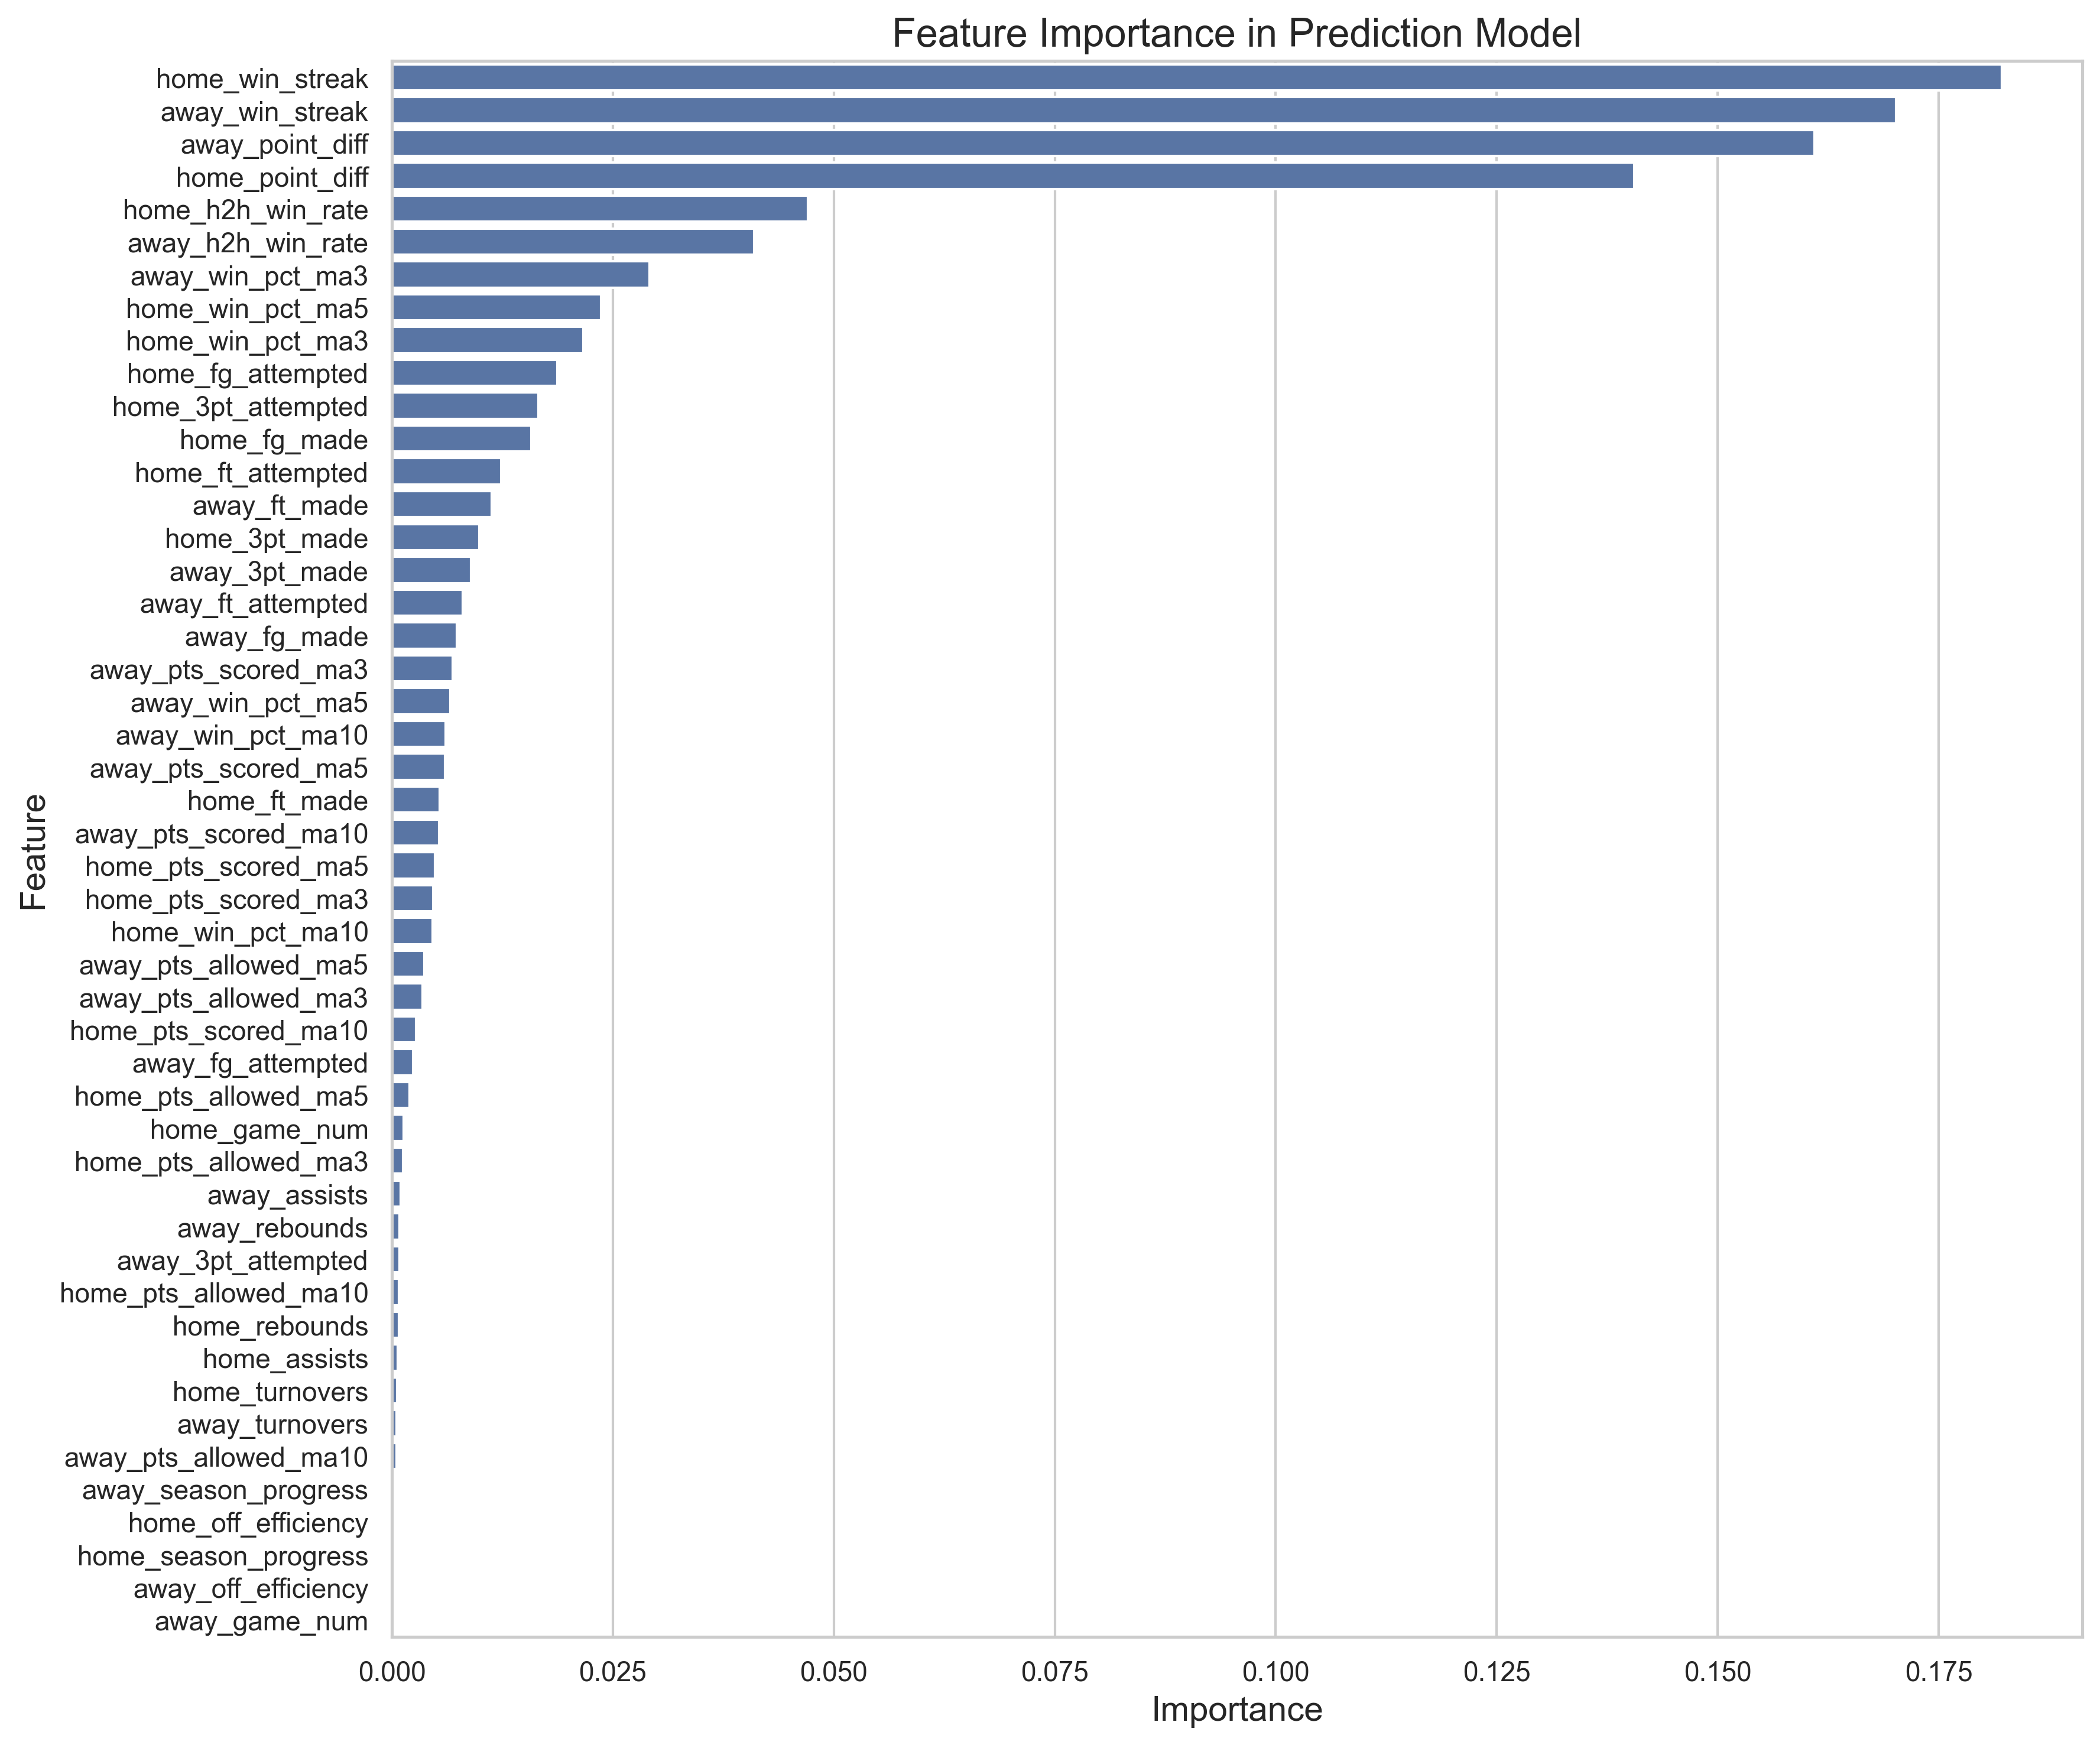 Feature Importance in Prediction Model
home_win_streak
away_win_streak
away_point_diff
home_point_diff
home_h2h_win_rate
away_h2h_win_rate
away_win_pct_ma3
home_win_pct_ma5
home_win_pct_ma3
home_fg_attempted
home_3pt_attempted
home_fg_made
home_ft_attempted
away_ft_made
home_3pt_made
away_3pt_made
away_ft_attempted
away_fg_made
away_pts_scored_ma3
away_win_pct_ma5
away_win_pct_ma10
away_pts_scored_ma5
home_ft_made
away_pts_scored_ma10
home_pts_scored_ma5
home_pts_scored_ma3
home_win_pct_ma10
away_pts_allowed_ma5
away_pts_allowed_ma3
home_pts_scored_ma10
away_fg_attempted
home_pts_allowed_ma5
home_game_num
home_pts_allowed_ma3
away_assists
away_rebounds
away_3pt_attempted
home_pts_allowed_ma10
home_rebounds
home_assists
home_turnovers
away_turnovers
away_pts_allowed_ma10
away_season_progress
home_off_efficiency
home_season_progress
away_off_efficiency
away_game_num
Feature
0.000 0.025 0.050 0.075 0.100 0.125 0.150 0.175
Importance